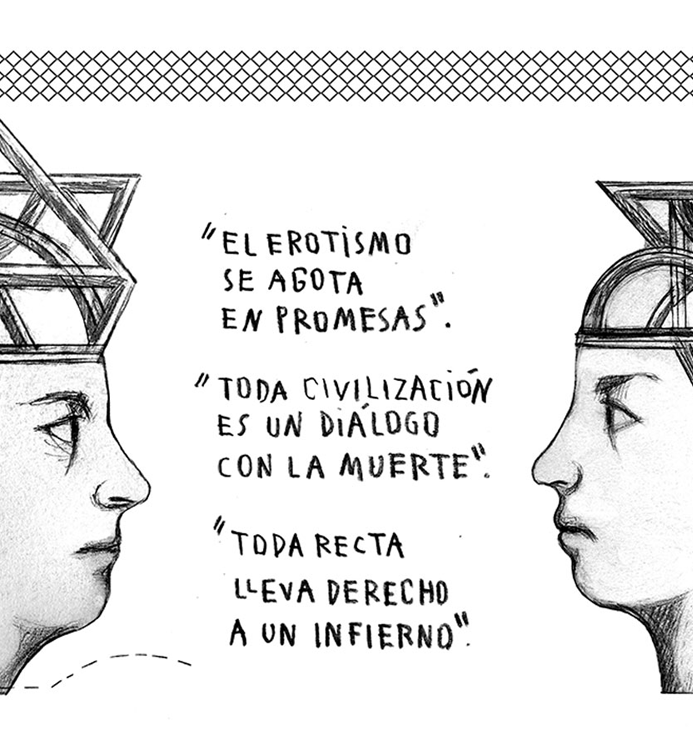 "EL EROTISMO
SE AGOTA
EN PROMESAS".
"TODA CIVILIZACIÓN
ES UN DIÁLOGO
CON LA MUERTE".
"TODA RECTA
LLEVA DERECHO
A UN INFIERNO".